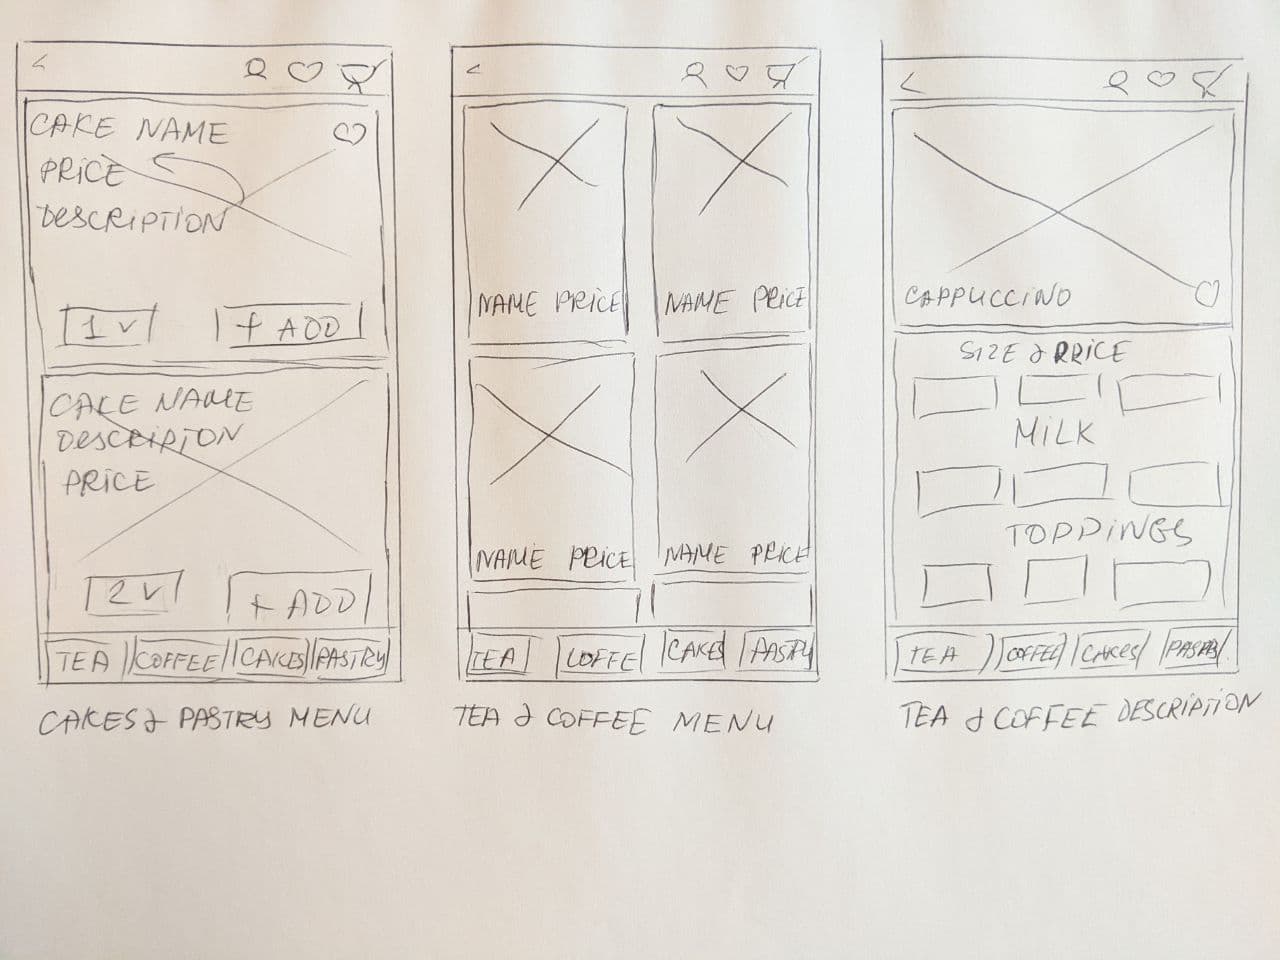 CAKE NAME
PRICE
DESCRIPTION
1 v
+ ADD
CAKE NAME
DESCRIPTON
PRICE
2 v
+ ADD
TEA COFFEE CAKES PASTRY
CAKES & PASTRY MENU
NAME PRICE NAME PRICE
NAME PRICE NAME PRICE
TEA COFFE CAKES PASTRY
TEA & COFFEE MENU
CAPPUCCINO
SIZE & PRICE
MILK
TOPPINGS
TEA COFFEE CAKES
TEA & COFFEE DESCRIPTION